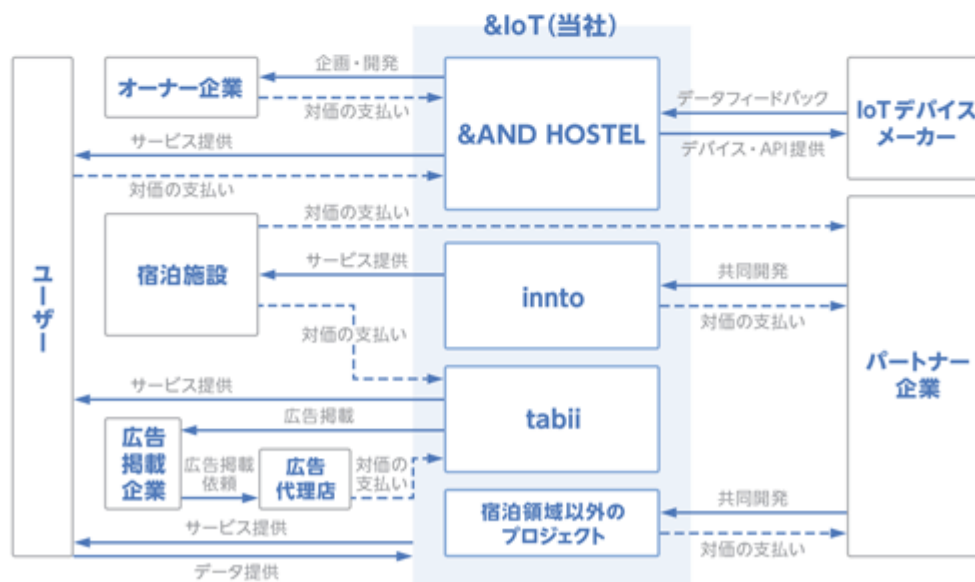 &IoT(当社)
オーナー企業
企画・開発
対価の支払い
&AND HOSTEL
データフィードバック
デバイス・API提供
IoTデバイス
メーカー
サービス提供
対価の支払い
対価の支払い
ユーザー
宿泊施設
サービス提供
innto
共同開発
対価の支払い
対価の支払い
パートナー
企業
サービス提供
広告掲載
tabii
広告
掲載
企業
広告掲載
依頼
広告
代理店
対価の
支払い
宿泊領域以外の
プロジェクト
共同開発
対価の支払い
サービス提供
データ提供